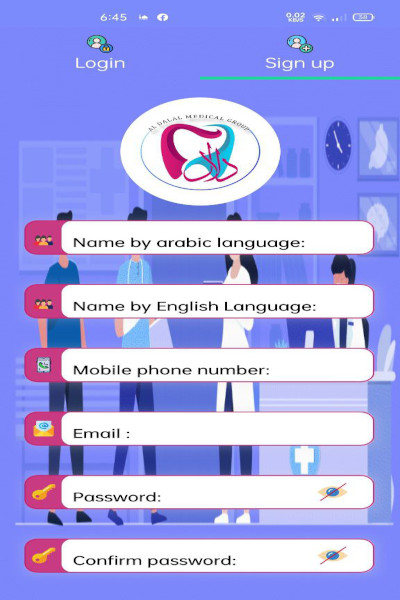 6:45
0.02
KB/S
Login
Sign up
AL DALAL MEDICAL GROUP
Name by arabic language:
Name by English Language:
Mobile phone number:
Email :
Password:
Confirm password: